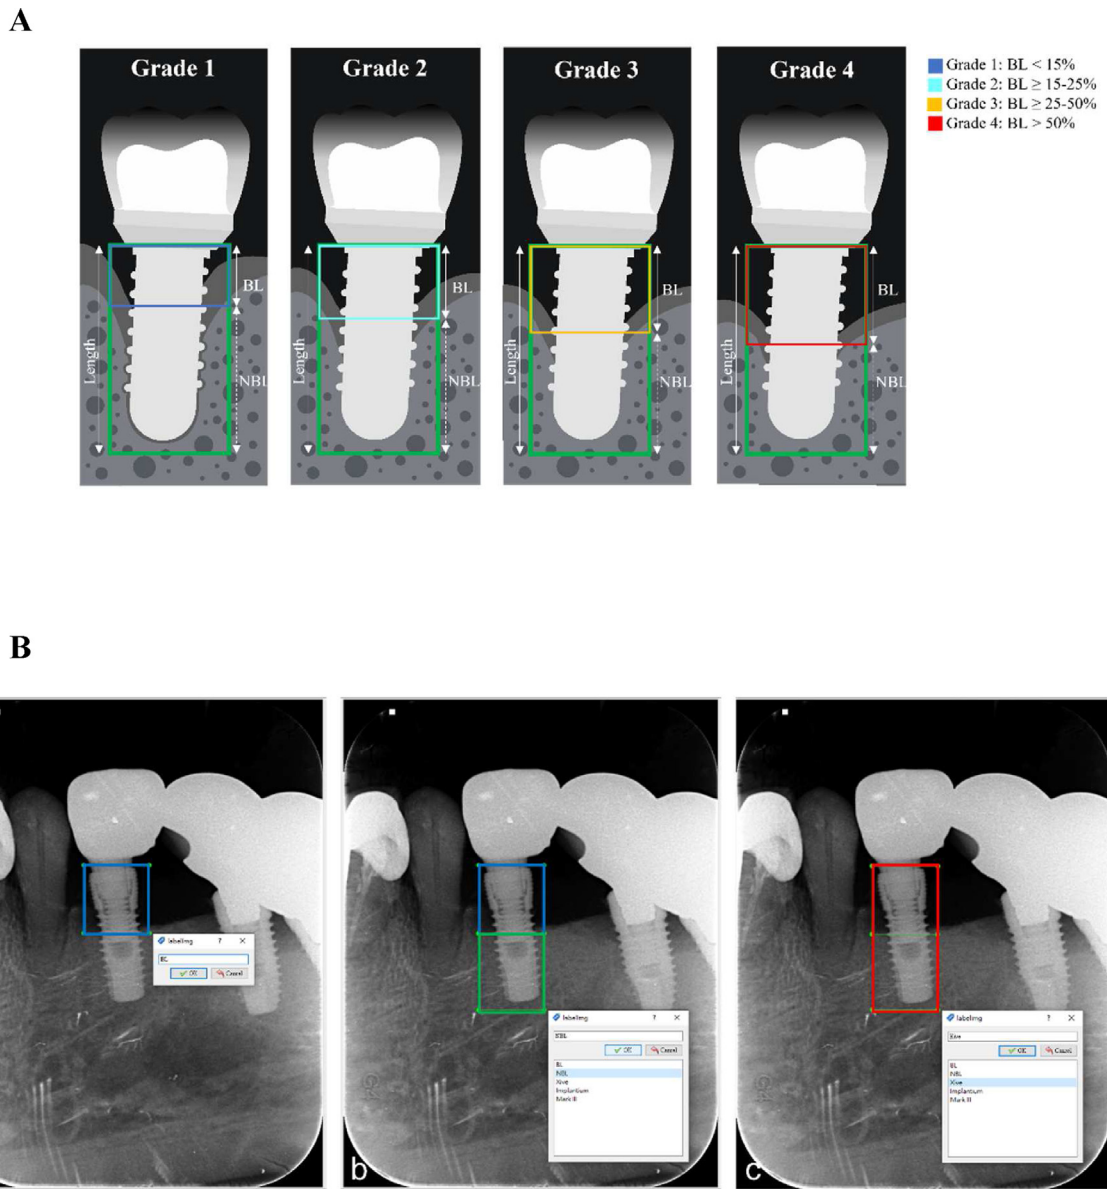 A
Grade 1
Grade 2
Grade 3
Grade 4
Grade 1: BL < 15%
Grade 2: BL ≥ 15-25%
Grade 3: BL ≥ 25-50%
Grade 4: BL > 50%
Length
BL
NBL
Length
BL
NBL
Length
BL
NBL
Length
BL
NBL
B
labelImg ? X
BL
OK Cancel
b
labelImg ? X
NBL
OK Cancel
BL
NBL
Xive
Implantium
Mark III
c
labelImg ? X
Xive
OK Cancel
BL
NBL
Xive
Implantium
Mark III